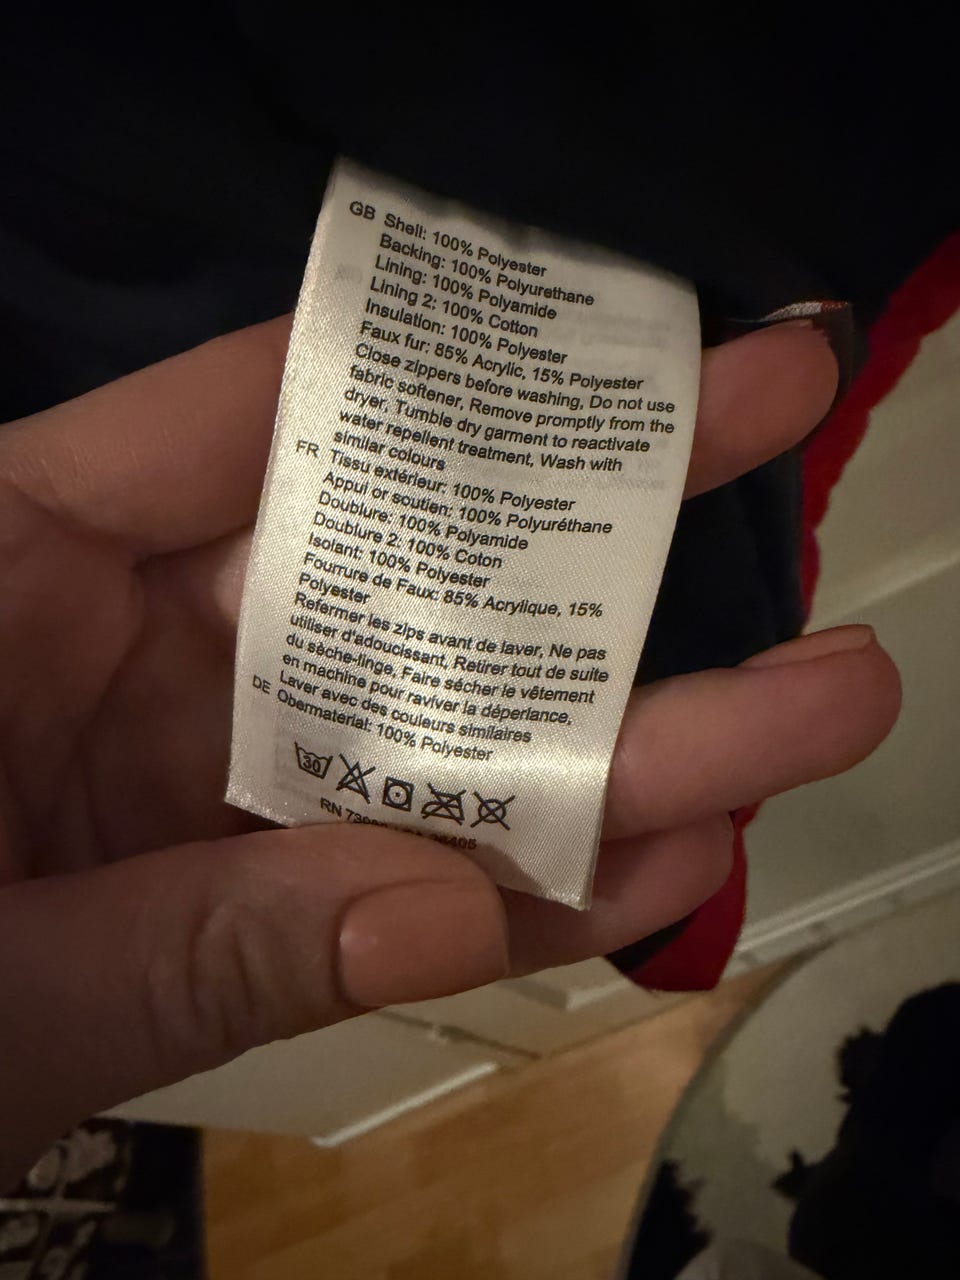 GB Shell: 100% Polyester
Backing: 100% Polyurethane
Lining: 100% Polyamide
Lining 2: 100% Cotton
Insulation: 100% Polyester
Faux fur: 85% Acrylic, 15% Polyester
Close zippers before washing, Do not use
fabric softener, Remove promptly from the
dryer, Tumble dry garment to reactivate
water repellent treatment, Wash with
similar colours
FR Tissu extérieur: 100% Polyester
Appui or soutien: 100% Polyuréthane
Doublure: 100% Polyamide
Doublure 2: 100% Coton
Isolant: 100% Polyester
Fourrure de Faux: 85% Acrylique, 15%
Polyester
Refermer les zips avant de laver, Ne pas
utiliser d'adoucissant, Retirer tout de suite
du sèche-linge, Faire sécher le vêtement
en machine pour raviver la déperlance,
Laver avec des couleurs similaires
DE Obermaterial: 100% Polyester
30
RN